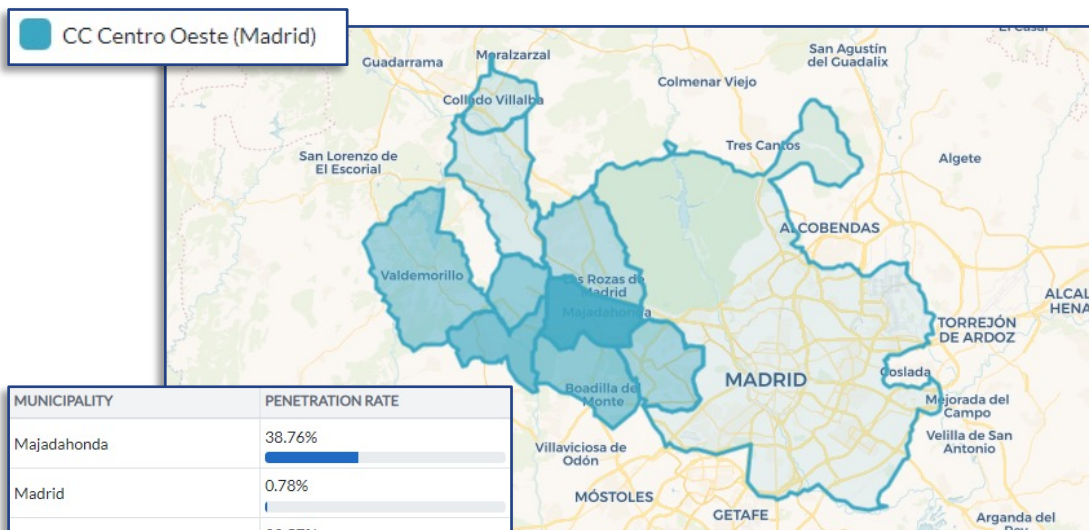 CC Centro Oeste (Madrid)
Guadarrama
Moralzarzal
San Agustín
del Guadalix
Collado Villalba
Colmenar Viejo
San Lorenzo de
El Escorial
Tres Cantos
Algete
ALCOBENDAS
Valdemorillo
Las Rozas de
Madrid
Majadahonda
ALCAL
HENA
TORREJÓN
DE ARDOZ
Coslada
MADRID
Boadilla de
Monte
Mejorada del
Campo
Velilla de San
Antonio
Villaviciosa de
Odón
MÓSTOLES
GETAFE
Arganda del
MUNICIPALITY PENETRATION RATE
Majadahonda 38.76%
Madrid 0.78%